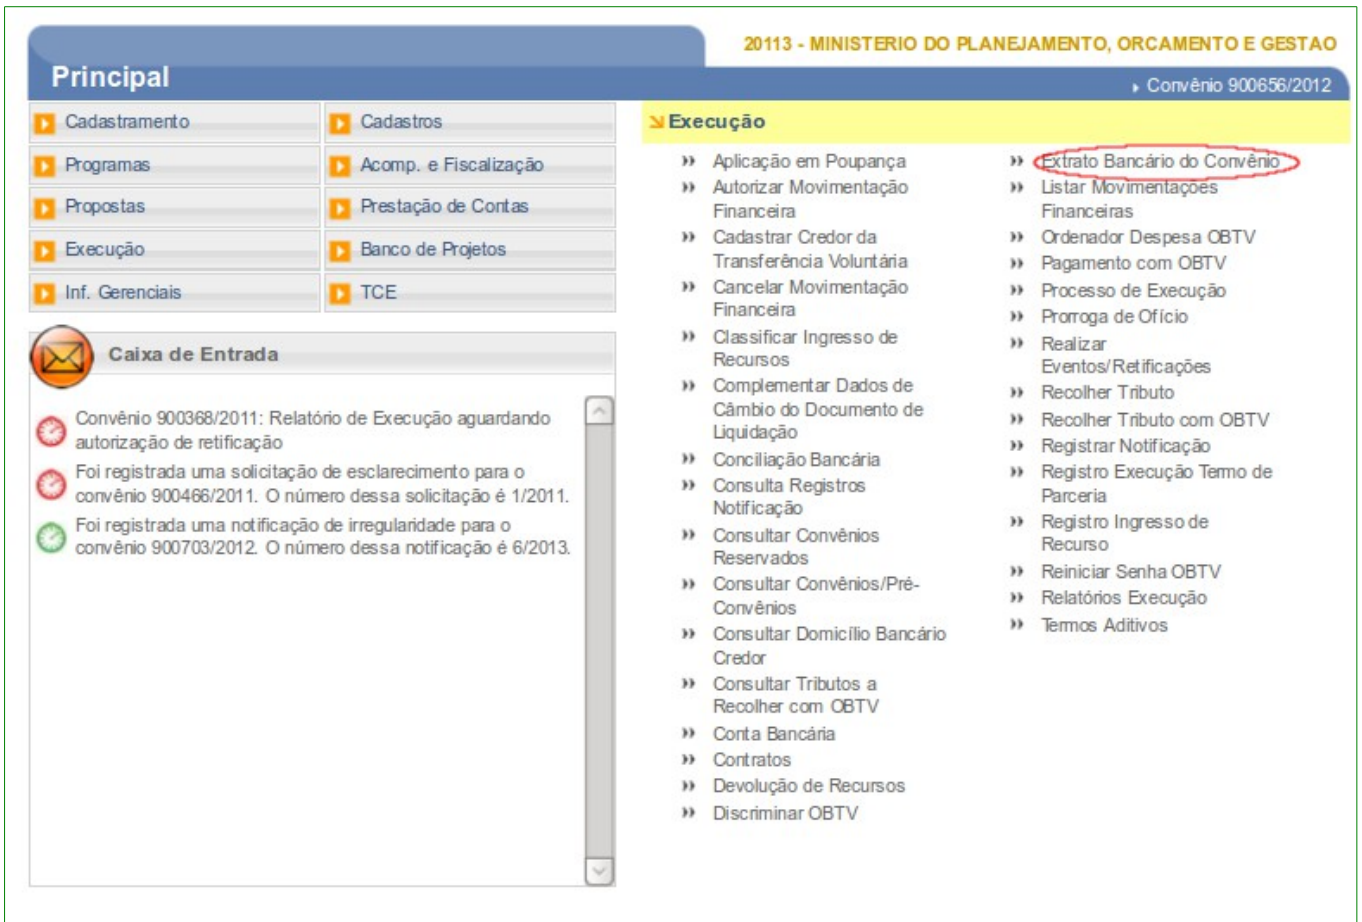 20113 - MINISTERIO DO PLANEJAMENTO, ORCAMENTO E GESTAO
Principal
Convênio 900656/2012
Cadastramento
Cadastros
Programas
Acomp. e Fiscalização
Propostas
Prestação de Contas
Execução
Banco de Projetos
Inf. Gerenciais
TCE
Caixa de Entrada
Convênio 900368/2011: Relatório de Execução aguardando
autorização de retificação
Foi registrada uma solicitação de esclarecimento para o
convênio 900466/2011. O número dessa solicitação é 1/2011.
Foi registrada uma notificação de irregularidade para o
convênio 900703/2012. O número dessa notificação é 6/2013.
Execução
Aplicação em Poupança
Autorizar Movimentação
Financeira
Cadastrar Credor da
Transferência Voluntária
Cancelar Movimentação
Financeira
Classificar Ingresso de
Recursos
Complementar Dados de
Câmbio do Documento de
Liquidação
Conciliação Bancária
Consulta Registros
Notificação
Consultar Convênios
Reservados
Consultar Convênios/Pré-
Convênios
Consultar Domicílio Bancário
Credor
Consultar Tributos a
Recolher com OBTV
Conta Bancária
Contratos
Devolução de Recursos
Discriminar OBTV
Extrato Bancário do Convênio
Listar Movimentações
Financeiras
Ordenador Despesa OBTV
Pagamento com OBTV
Processo de Execução
Prorroga de Ofício
Realizar
Eventos/Retificações
Recolher Tributo
Recolher Tributo com OBTV
Registrar Notificação
Registro Execução Termo de
Parceria
Registro Ingresso de
Recurso
Reiniciar Senha OBTV
Relatórios Execução
Termos Aditivos